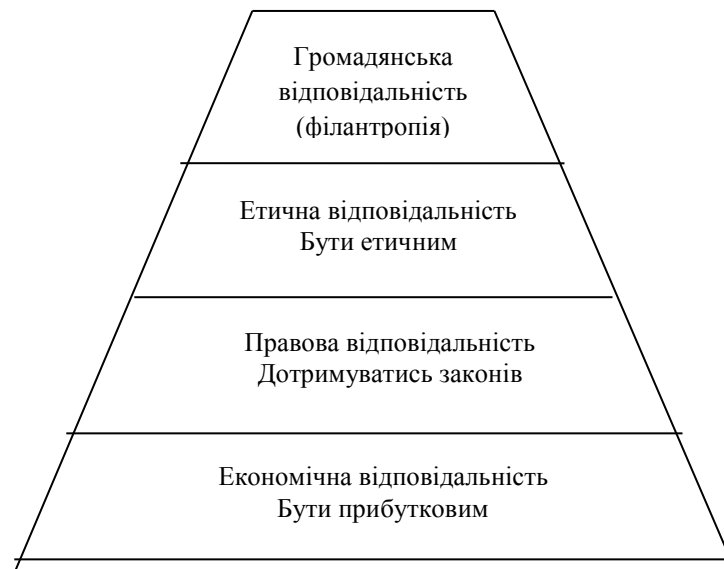 Громадянська
відповідальність
(філантропія)
Етична відповідальність
Бути етичним
Правова відповідальність
Дотримуватись законів
Економічна відповідальність
Бути прибутковим